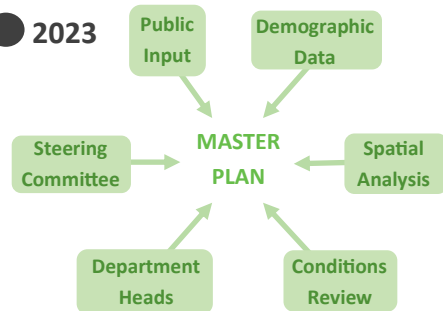 2023
Public
Input
Demographic
Data
Steering
Committee
MASTER
PLAN
Spatial
Analysis
Department
Heads
Conditions
Review